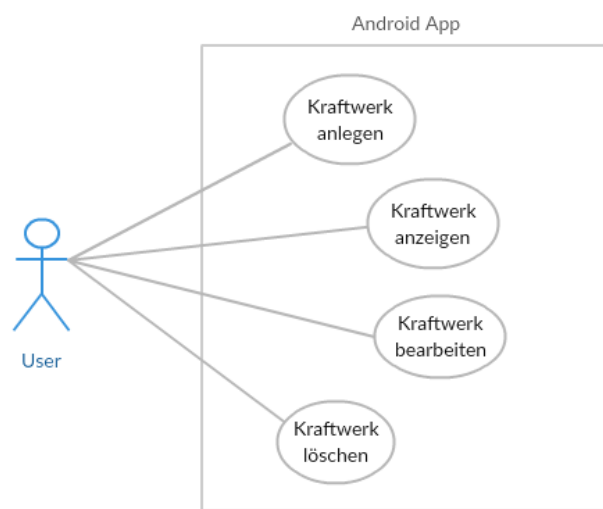 Android App
Kraftwerk
anlegen
Kraftwerk
anzeigen
Kraftwerk
bearbeiten
User
Kraftwerk
löschen